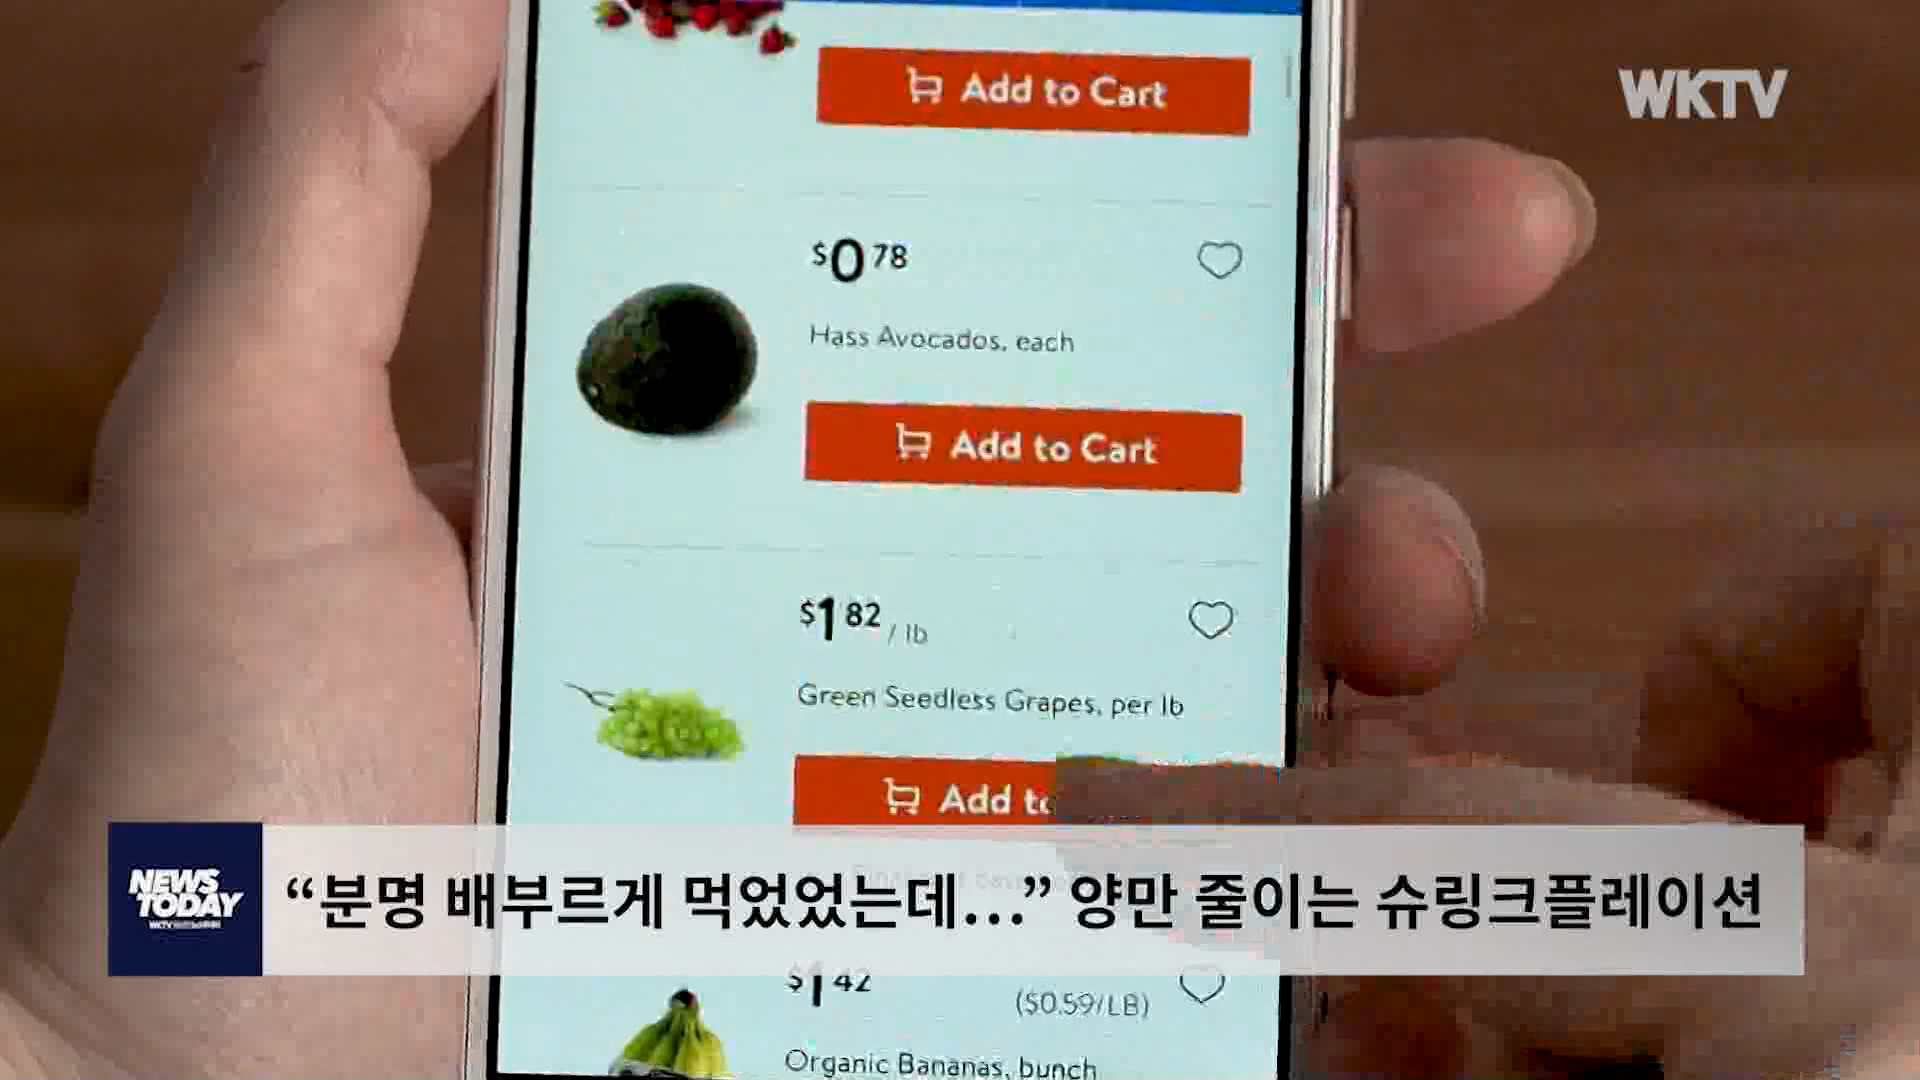 WKTV
Add to Cart
$0 78
Hass Avocados, each
Add to Cart
$1 82 / lb
Green Seedless Grapes, per lb
Add to
NEWS
TODAY
“분명 배부르게 먹었었는데...” 양만 줄이는 슈링크플레이션
$1 42
($0.59/LB)
Organic Bananas, bunch